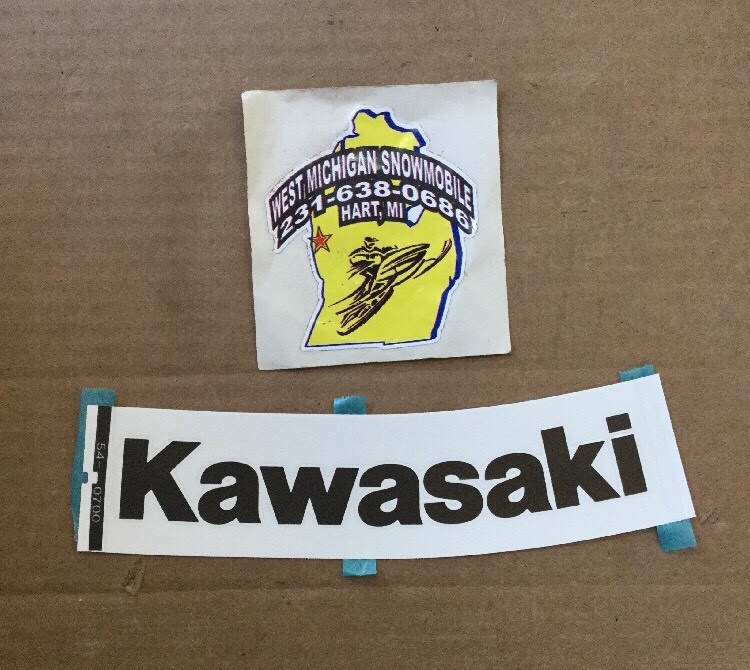 WEST MICHIGAN SNOWMOBILE
231-638-0686
HART, MI
Kawasaki